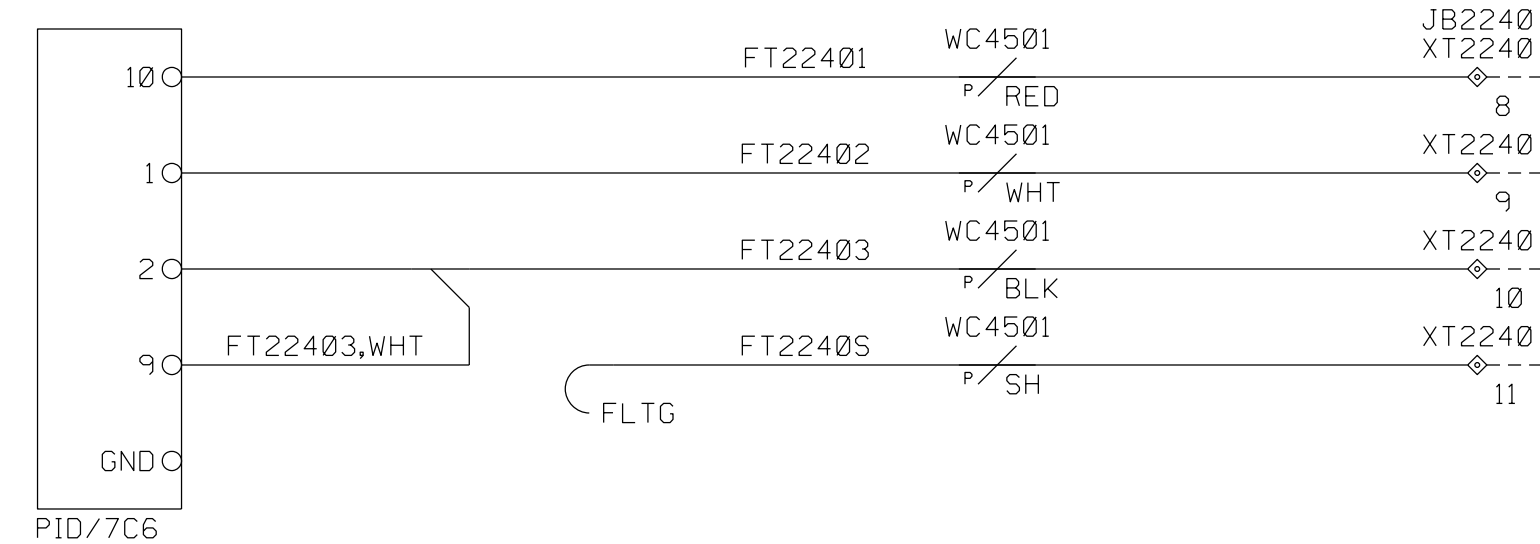 JB2240
WC4501 XT2240
FT22401
10 P RED
8
WC4501 XT2240
FT22402
1 P WHT
9
WC4501 XT2240
FT22403
2 P BLK
10
WC4501 XT2240
FT22403,WHT FT2240S
9 P SH
11
FLTG
GND
PID/7C6